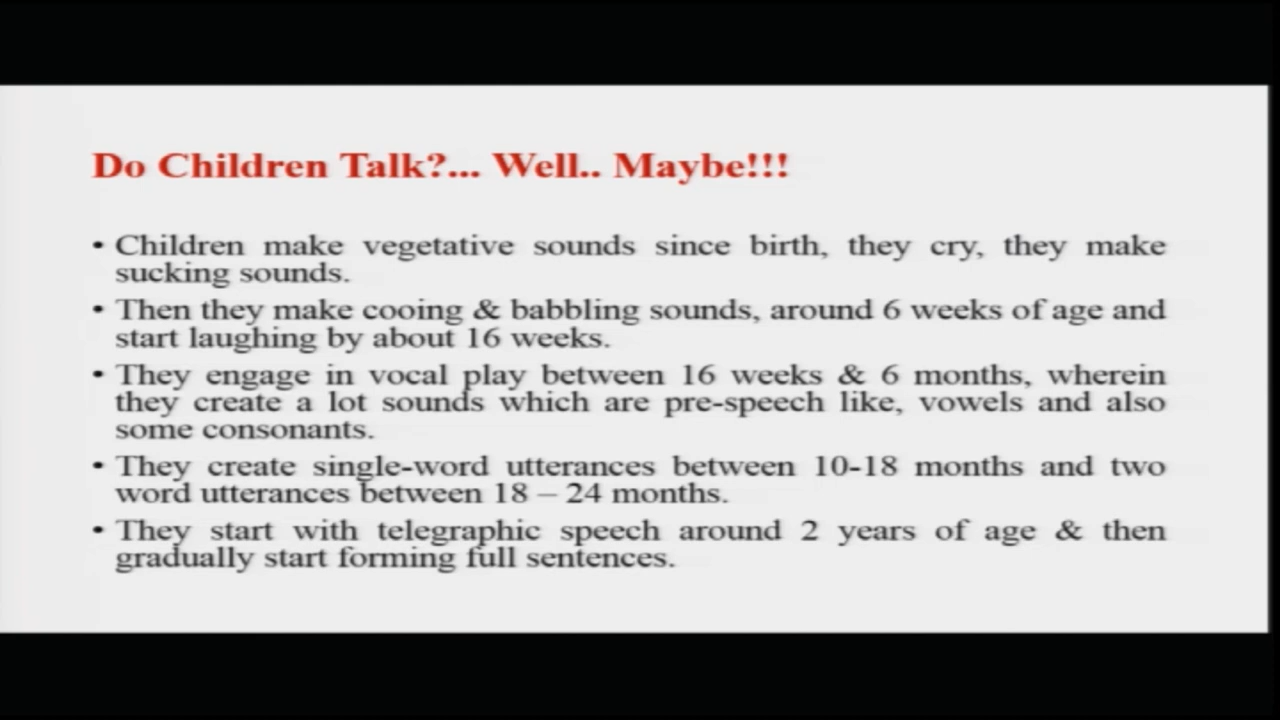 Do Children Talk?... Well.. Maybe!!!
• Children make vegetative sounds since birth, they cry, they make
sucking sounds.
• Then they make cooing & babbling sounds, around 6 weeks of age and
start laughing by about 16 weeks.
• They engage in vocal play between 16 weeks & 6 months, wherein
they create a lot sounds which are pre-speech like, vowels and also
some consonants.
• They create single-word utterances between 10-18 months and two
word utterances between 18 – 24 months.
• They start with telegraphic speech around 2 years of age & then
gradually start forming full sentences.